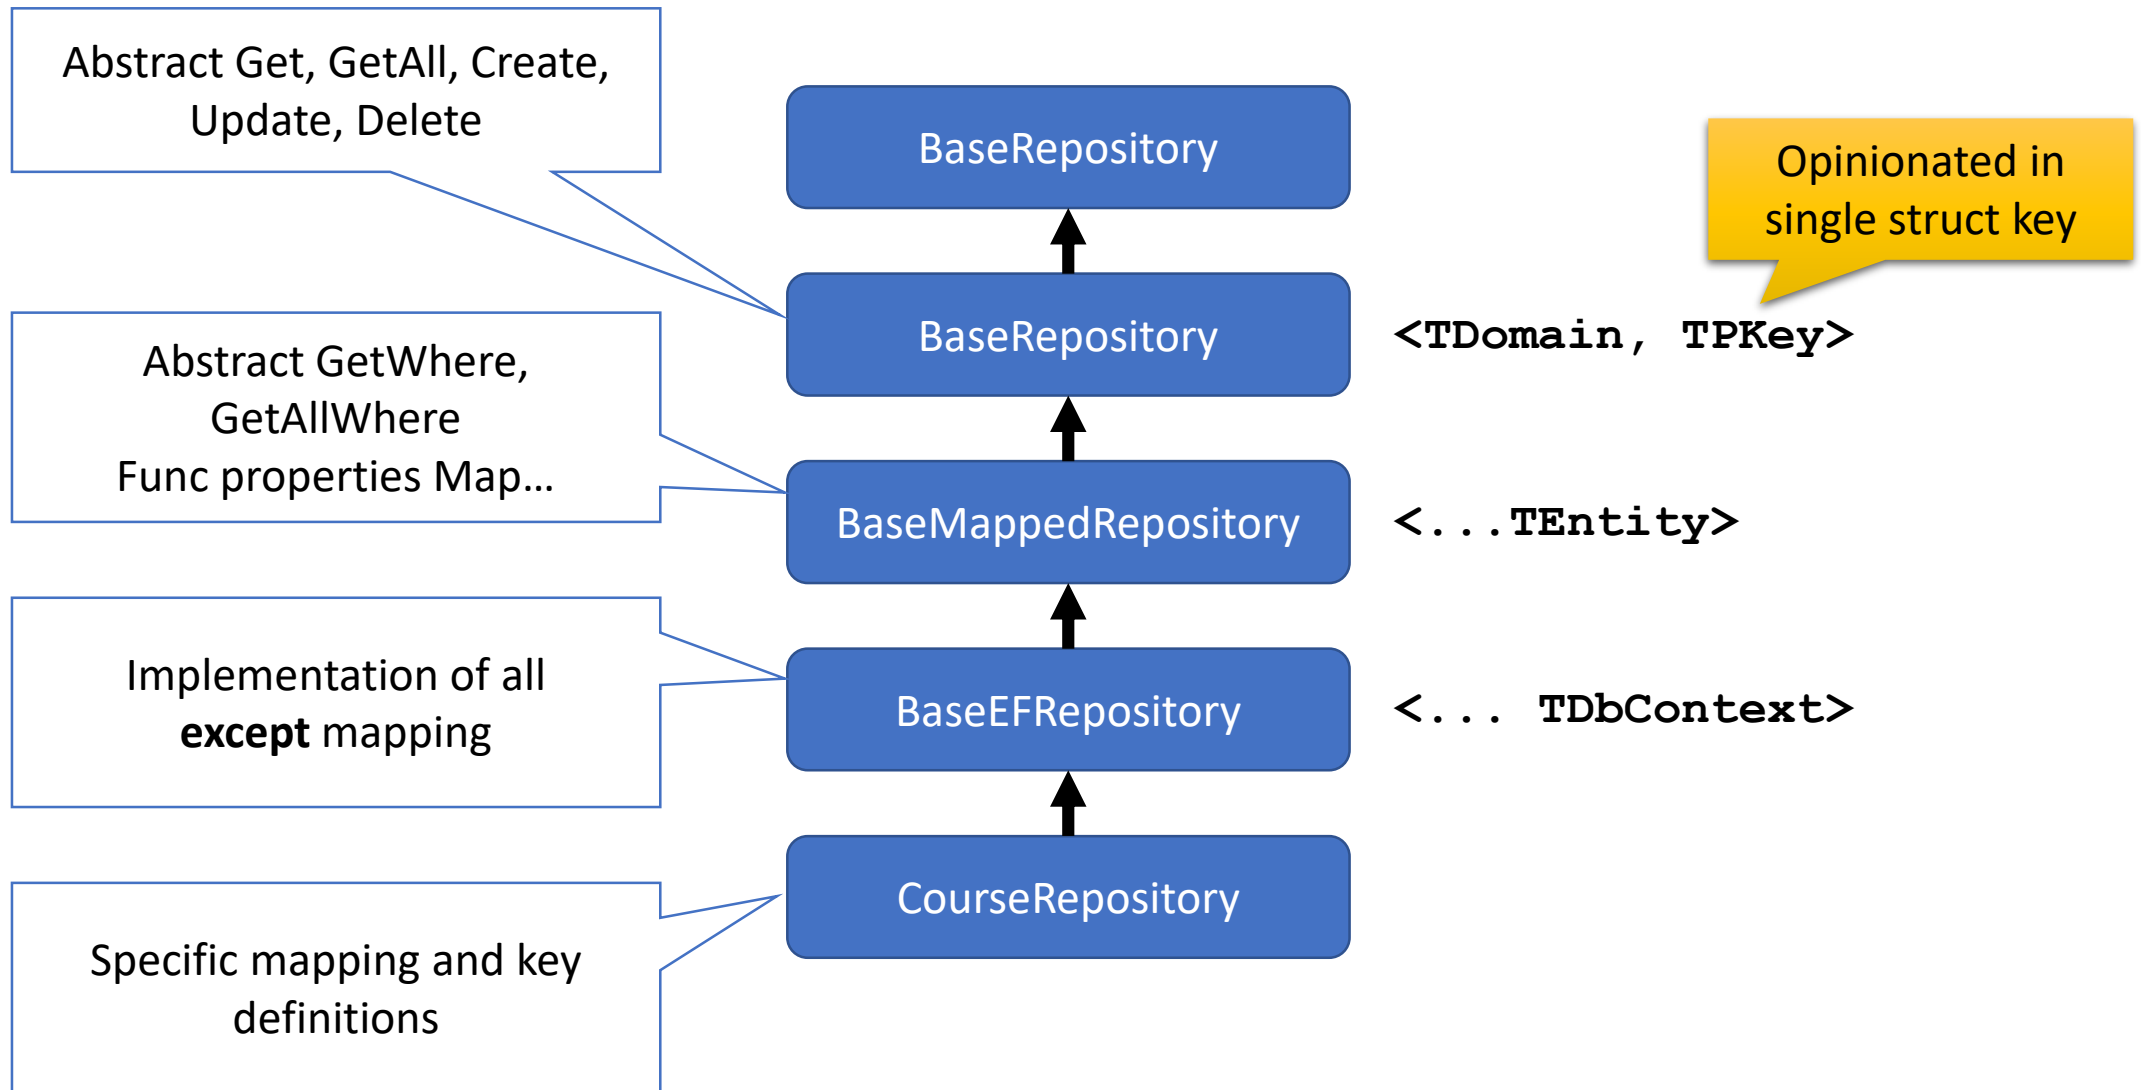 Abstract Get, GetAll, Create,
Update, Delete
BaseRepository
Opinionated in
single struct key
BaseRepository
<TDomain, TPKey>
Abstract GetWhere,
GetAllWhere
Func properties Map…
BaseMappedRepository
<...TEntity>
Implementation of all
except mapping
BaseEFRepository
<... TDbContext>
CourseRepository
Specific mapping and key
definitions